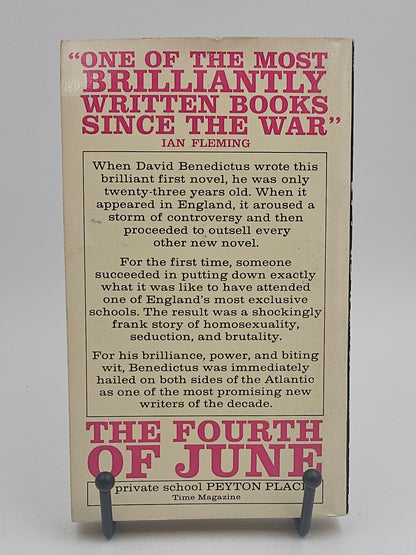 "ONE OF THE MOST
BRILLIANTLY
WRITTEN BOOKS
SINCE THE WAR"
IAN FLEMING
When David Benedictus wrote this
brilliant first novel, he was only
twenty-three years old. When it
appeared in England, it aroused a
storm of controversy and then
proceeded to outsell every
other new novel.
For the first time, someone
succeeded in putting down exactly
what it was like to have attended
one of England's most exclusive
schools. The result was a shockingly
frank story of homosexuality,
seduction, and brutality.
For his brilliance, power, and biting
wit, Benedictus was immediately
hailed on both sides of the Atlantic
as one of the most promising new
writers of the decade.
THE FOURTH
OF JUNE
private school PEYTON PLACE
Time Magazine